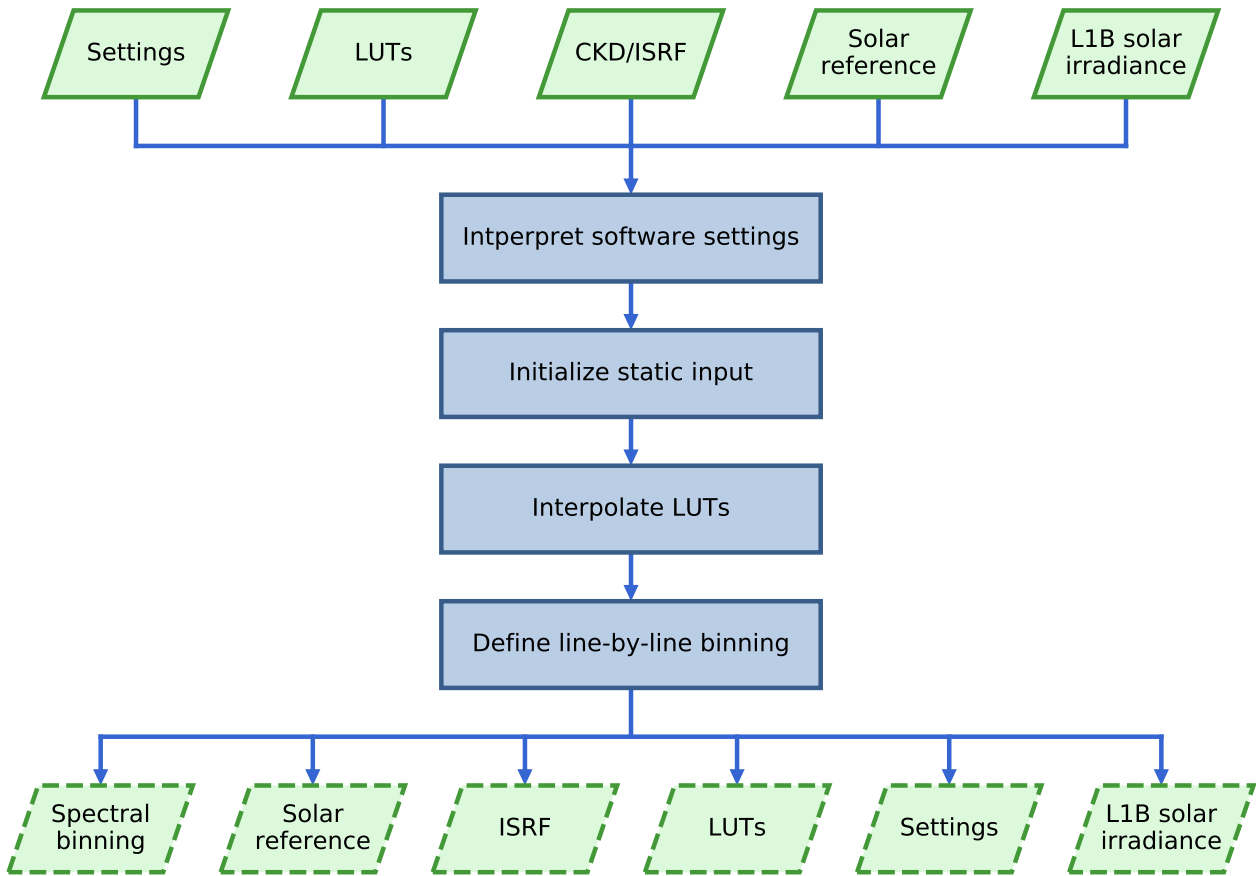 Settings
LUTs
CKD/ISRF
Solar
reference
L1B solar
irradiance
Intperpret software settings
Initialize static input
Interpolate LUTs
Define line-by-line binning
Spectral
binning
Solar
reference
ISRF
LUTs
Settings
L1B solar
irradiance